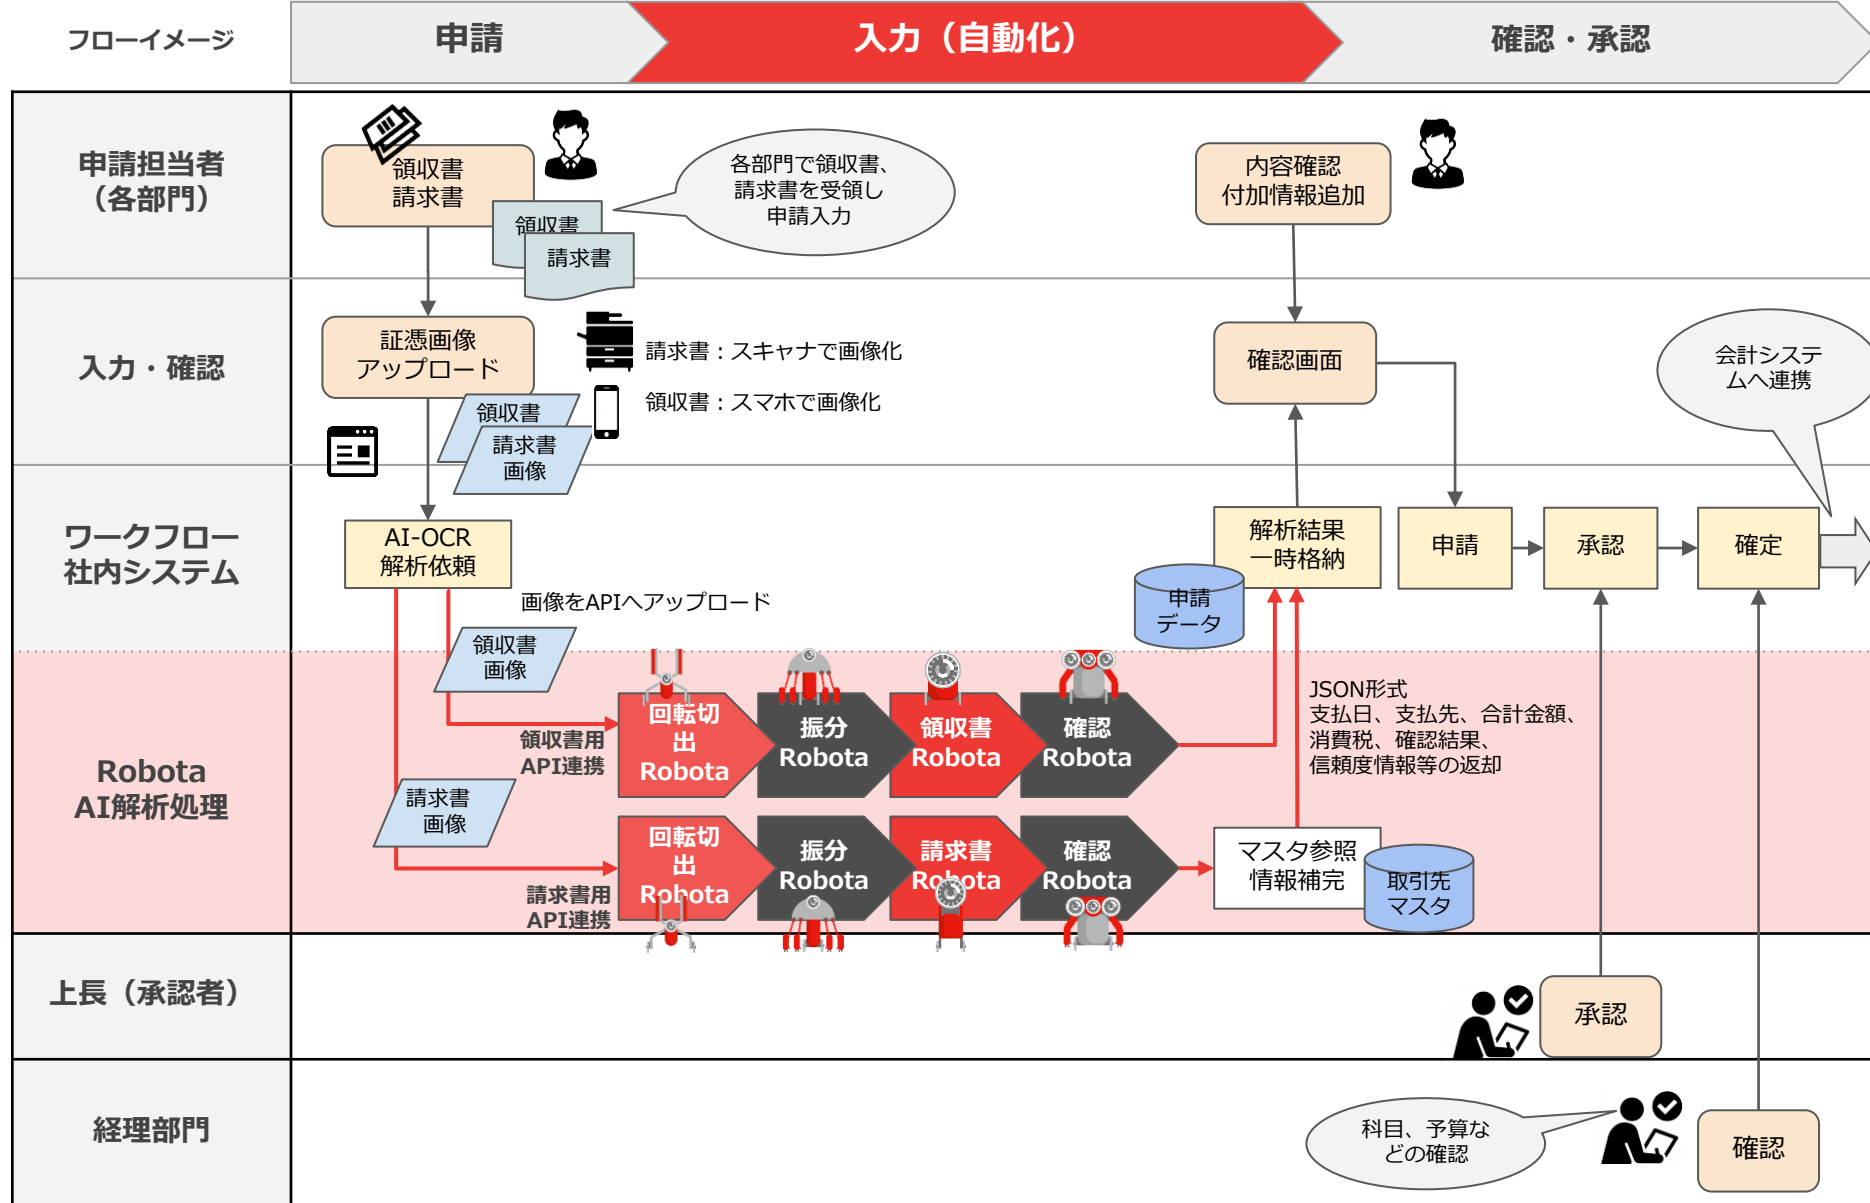 フローイメージ
申請
入力（自動化）
確認・承認
申請担当者
（各部門）
領収書
請求書
領収書
請求書
各部門で領収書、
請求書を受領し
申請入力
内容確認
付加情報追加
入力・確認
証憑画像
アップロード
請求書：スキャナで画像化
領収書：スマホで画像化
領収書
請求書
画像
確認画面
会計システ
ムへ連携
ワークフロー
社内システム
AI-OCR
解析依頼
画像をAPIへアップロード
領収書
画像
解析結果
一時格納
申請
データ
申請
承認
確定
Robota
AI解析処理
領収書用
API連携
回転切
出
Robota
振分
Robota
領収書
Robota
確認
Robota
JSON形式
支払日、支払先、合計金額、
消費税、確認結果、
信頼度情報等の返却
請求書
画像
請求書用
API連携
回転切
出
Robota
振分
Robota
請求書
Robota
確認
Robota
マスタ参照
情報補完
取引先
マスタ
上長（承認者）
承認
経理部門
科目、予算な
どの確認
確認